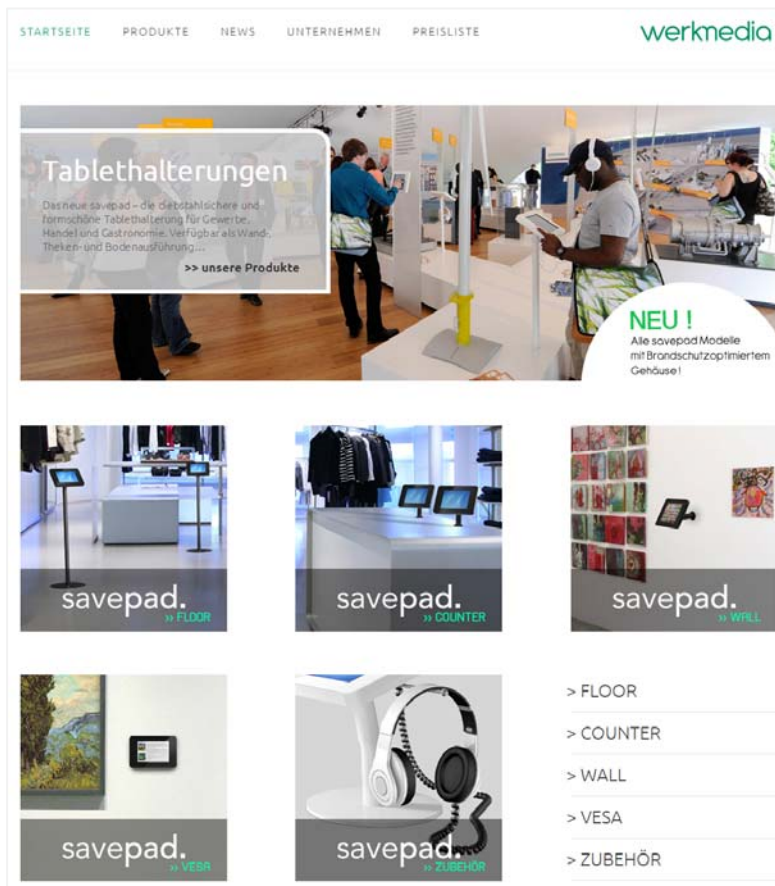 STARTSEITE PRODUKTE NEWS UNTERNEHMEN PREISLISTE
werkmedia
Tablethalterungen
Das neue savepad – die diebstahlsichere und
formschöne Tablethalterung für Gewerbe,
Handel und Gastronomie. Verfügbar als Wand-,
Theken- und Bodenausführung....
>> unsere Produkte
NEU !
Alle savepad Modelle
mit Brandschutzoptimiertem
Gehäuse !
savepad.
>> FLOOR
savepad.
>> COUNTER
savepad.
>> WALL
savepad.
>> VESA
savepad.
>> ZUBEHÖR
> FLOOR
> COUNTER
> WALL
> VESA
> ZUBEHÖR